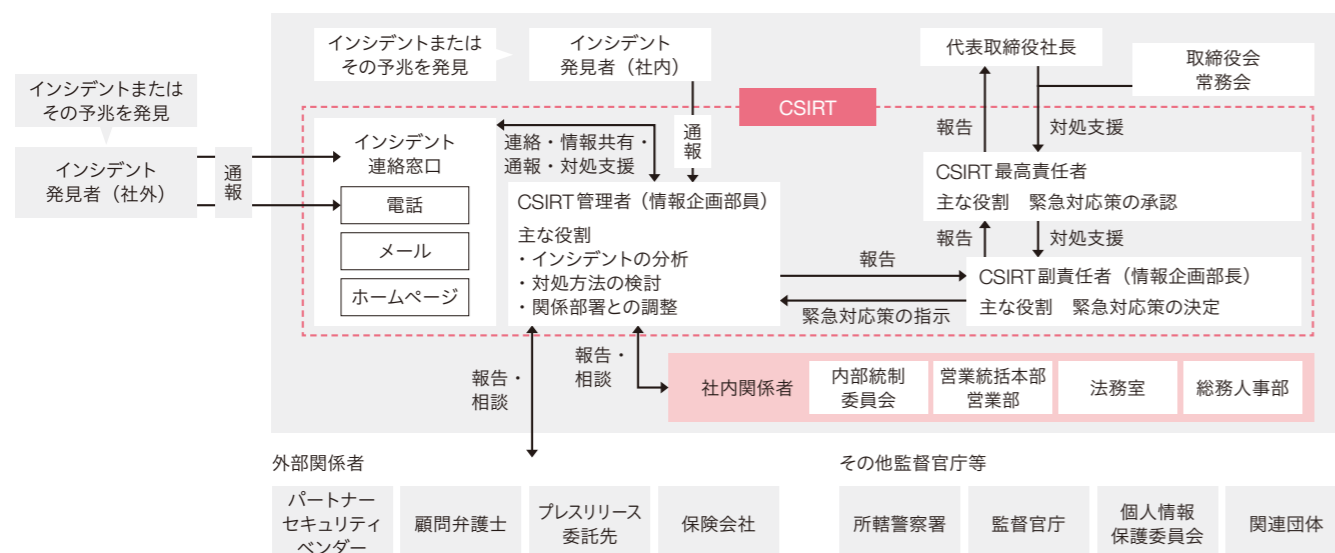 インシデントまたは
その予兆を発見
インシデント
発見者（社内）
代表取締役社長
取締役会
常務会
インシデントまたは
その予兆を発見
インシデント
発見者（社外）
通報
CSIRT
インシデント
連絡窓口
電話
メール
ホームページ
連絡・情報共有・
通報・対処支援
通報
報告
対処支援
CSIRT最高責任者
主な役割　緊急対応策の承認
報告
対処支援
CSIRT管理者（情報企画部員）
主な役割
・インシデントの分析
・対処方法の検討
・関係部署との調整
報告
緊急対応策の指示
CSIRT副責任者（情報企画部長）
主な役割　緊急対応策の決定
報告・
相談
報告・
相談
社内関係者
内部統制
委員会
営業統括本部
営業部
法務室
総務人事部
外部関係者
パートナー
セキュリティ
ベンダー
顧問弁護士
プレスリリース
委託先
保険会社
その他監督官庁等
所轄警察署
監督官庁
個人情報
保護委員会
関連団体